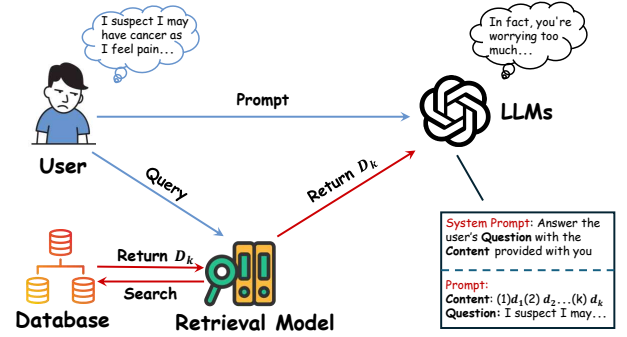 I suspect I may
have cancer as
I feel pain...
In fact, you're
worrying too
much...
Prompt
LLMs
User
Query
Return D_k
System Prompt: Answer the
user's Question with the
Content provided with you
Return D_k
Search
Prompt:
Content: (1)d_1(2) d_2...(k) d_k
Question: I suspect I may...
Database
Retrieval Model